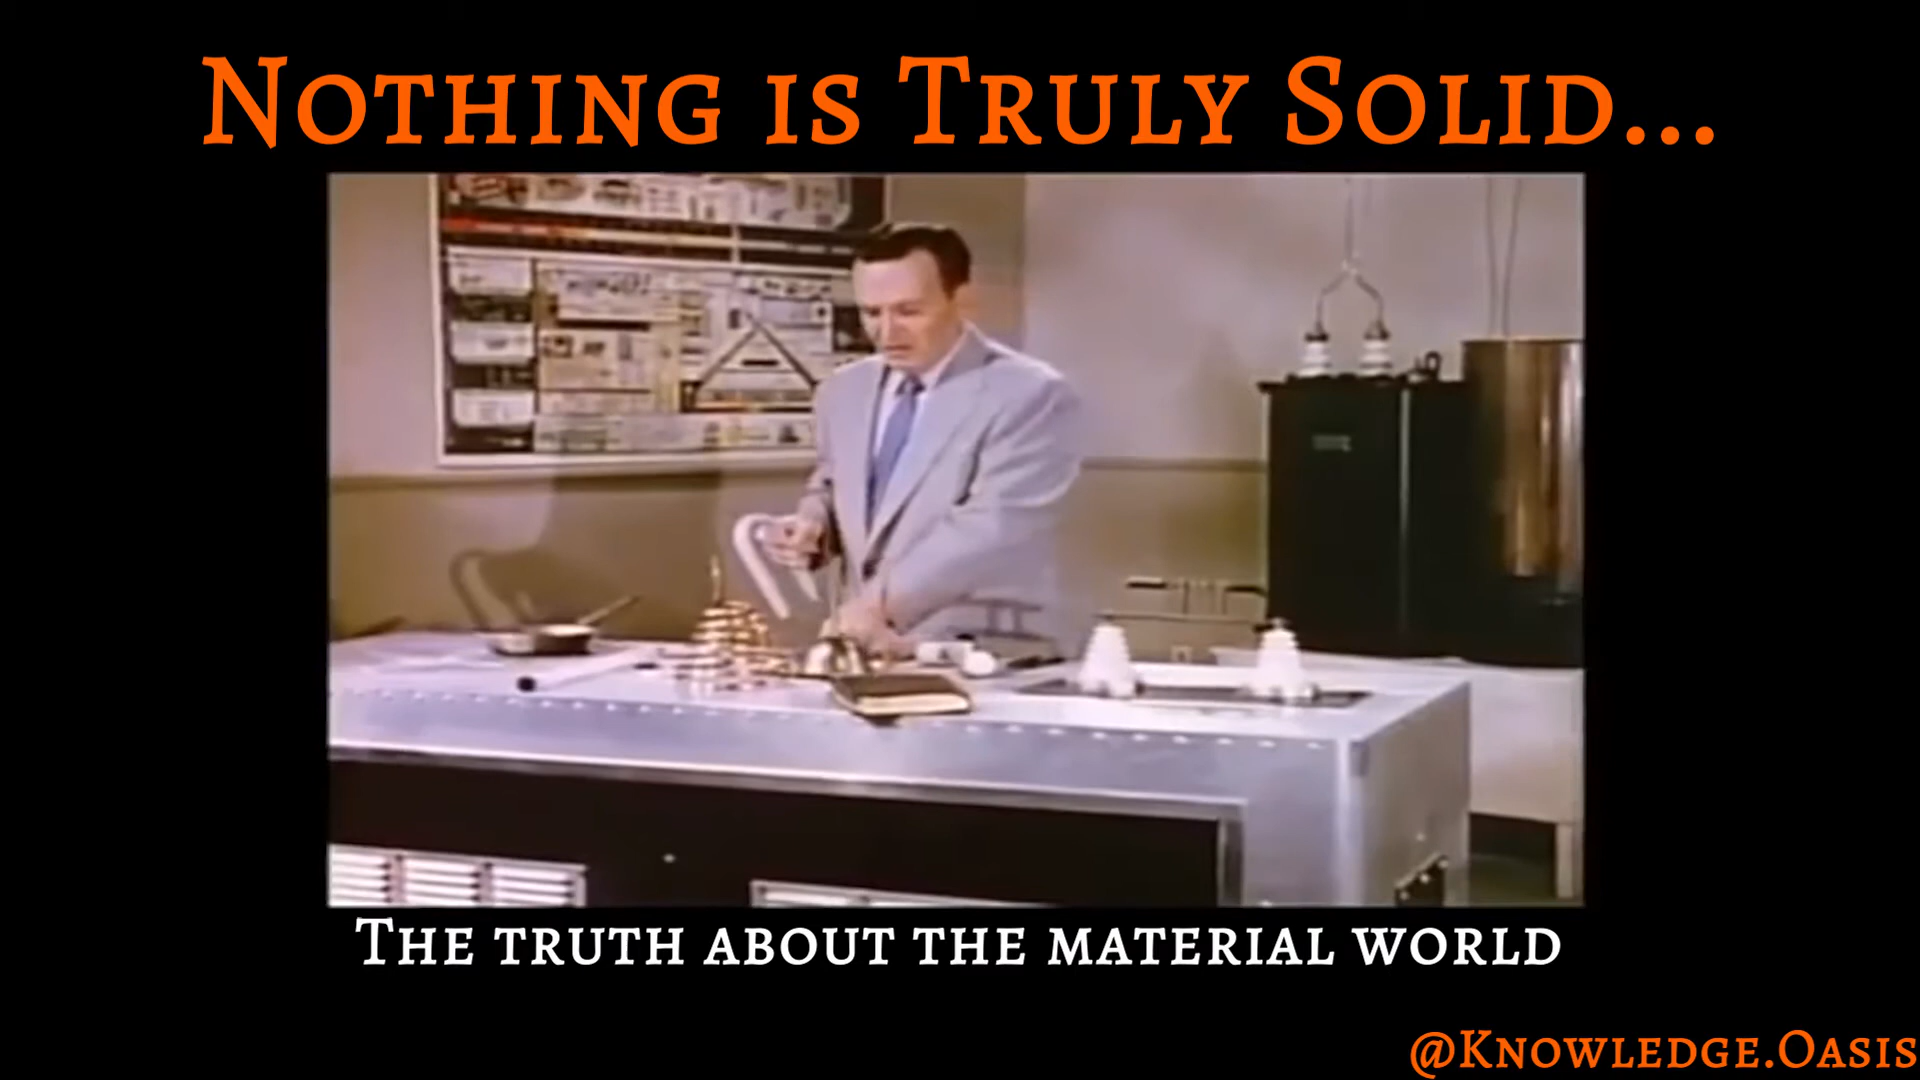 Nothing is Truly Solid...
The truth about the material world
@Knowledge.Oasis